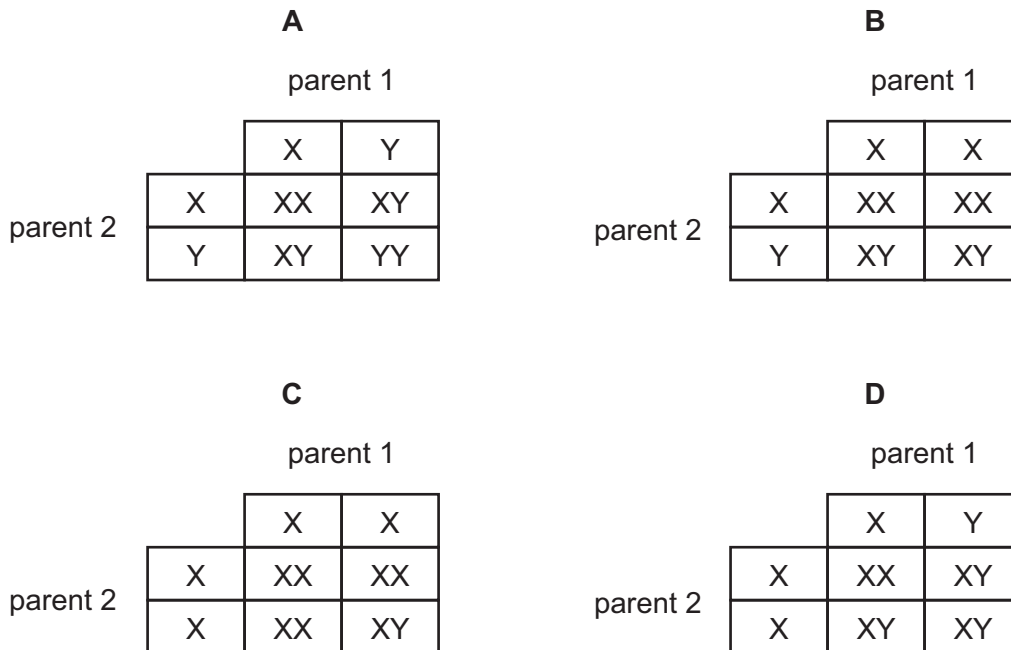 A
parent 1
X Y
X XX XY
parent 2
Y XY YY
B
parent 1
X X
X XX XX
parent 2
Y XY XY
C
parent 1
X X
X XX XX
parent 2
X XX XY
D
parent 1
X Y
X XX XY
parent 2
X XY XY